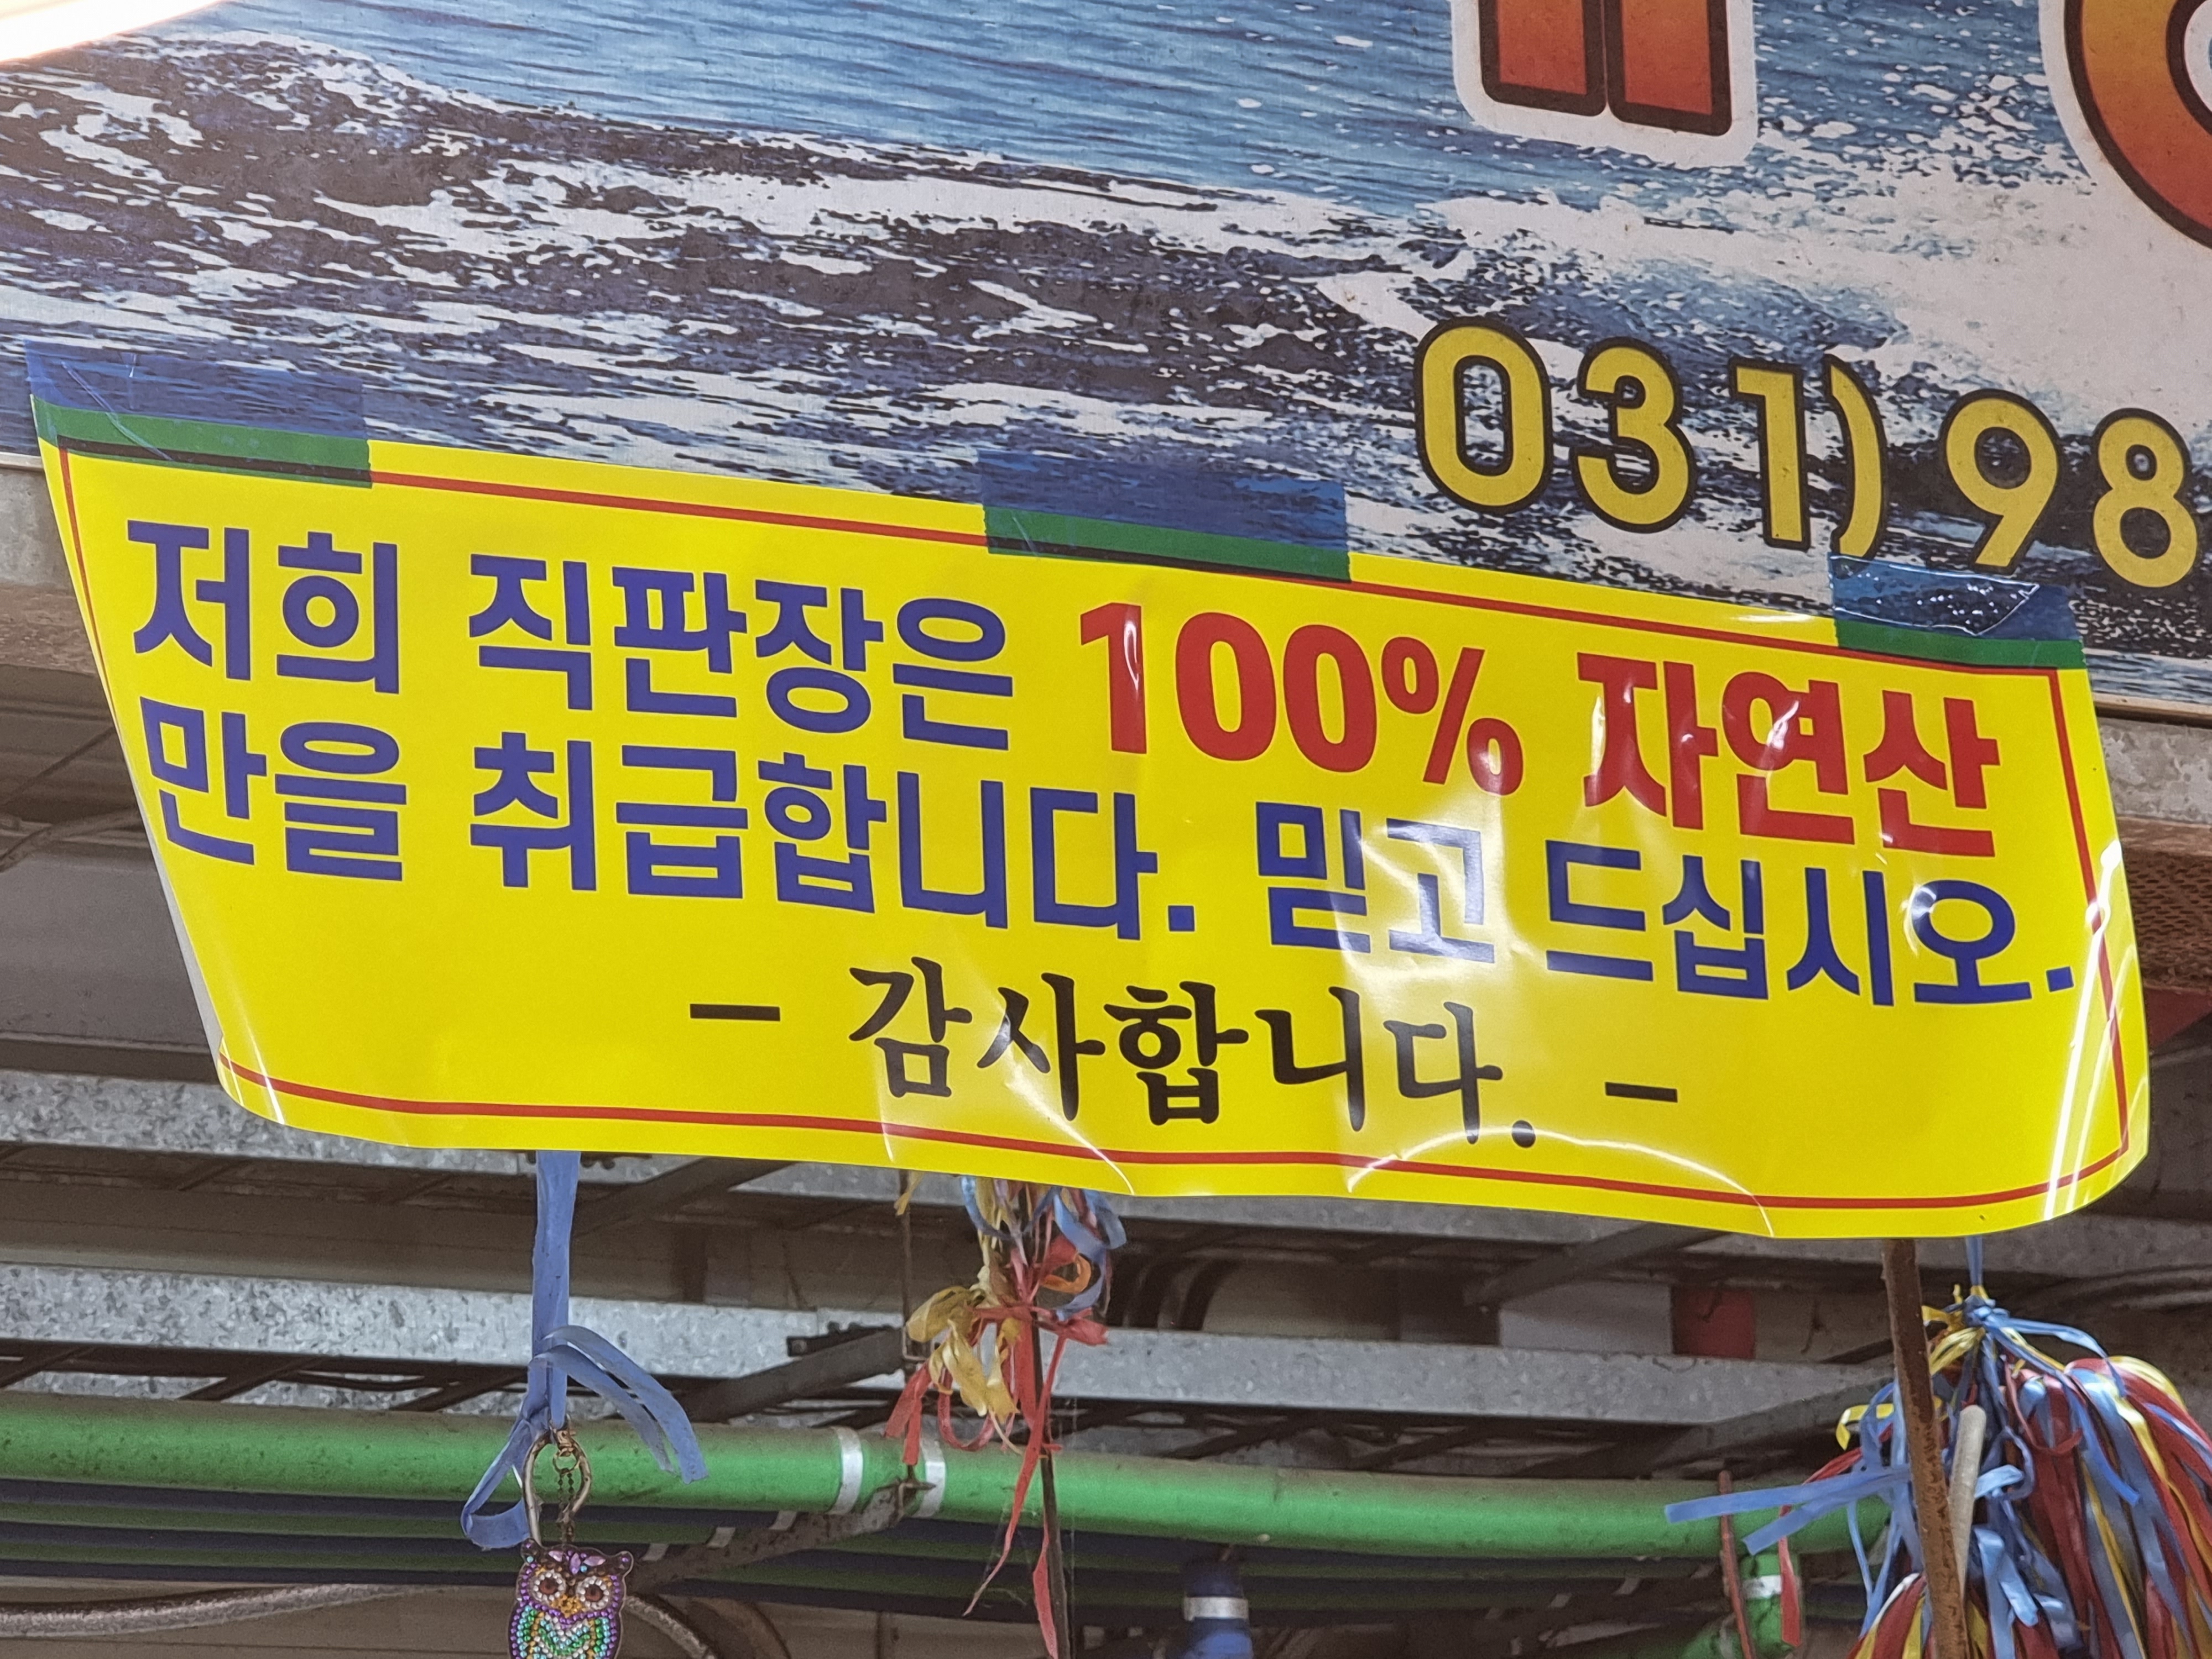 031) 98
저희 직판장은 100% 자연산
만을 취급합니다. 믿고 드십시오.
- 감사합니다. -